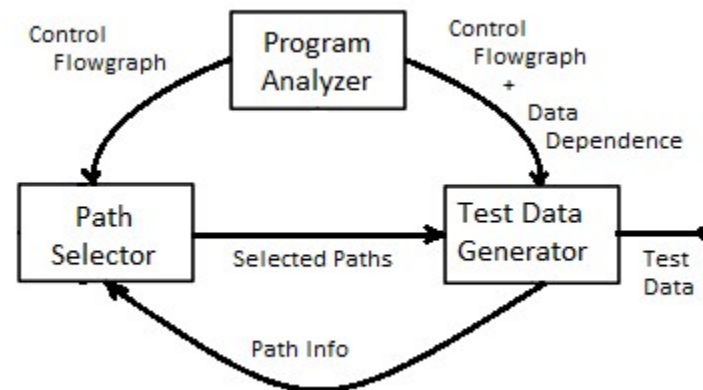 Control
Flowgraph
Program
Analyzer
Control
Flowgraph
+
Data
Dependence
Path
Selector
Selected Paths
Test Data
Generator
Test
Data
Path Info